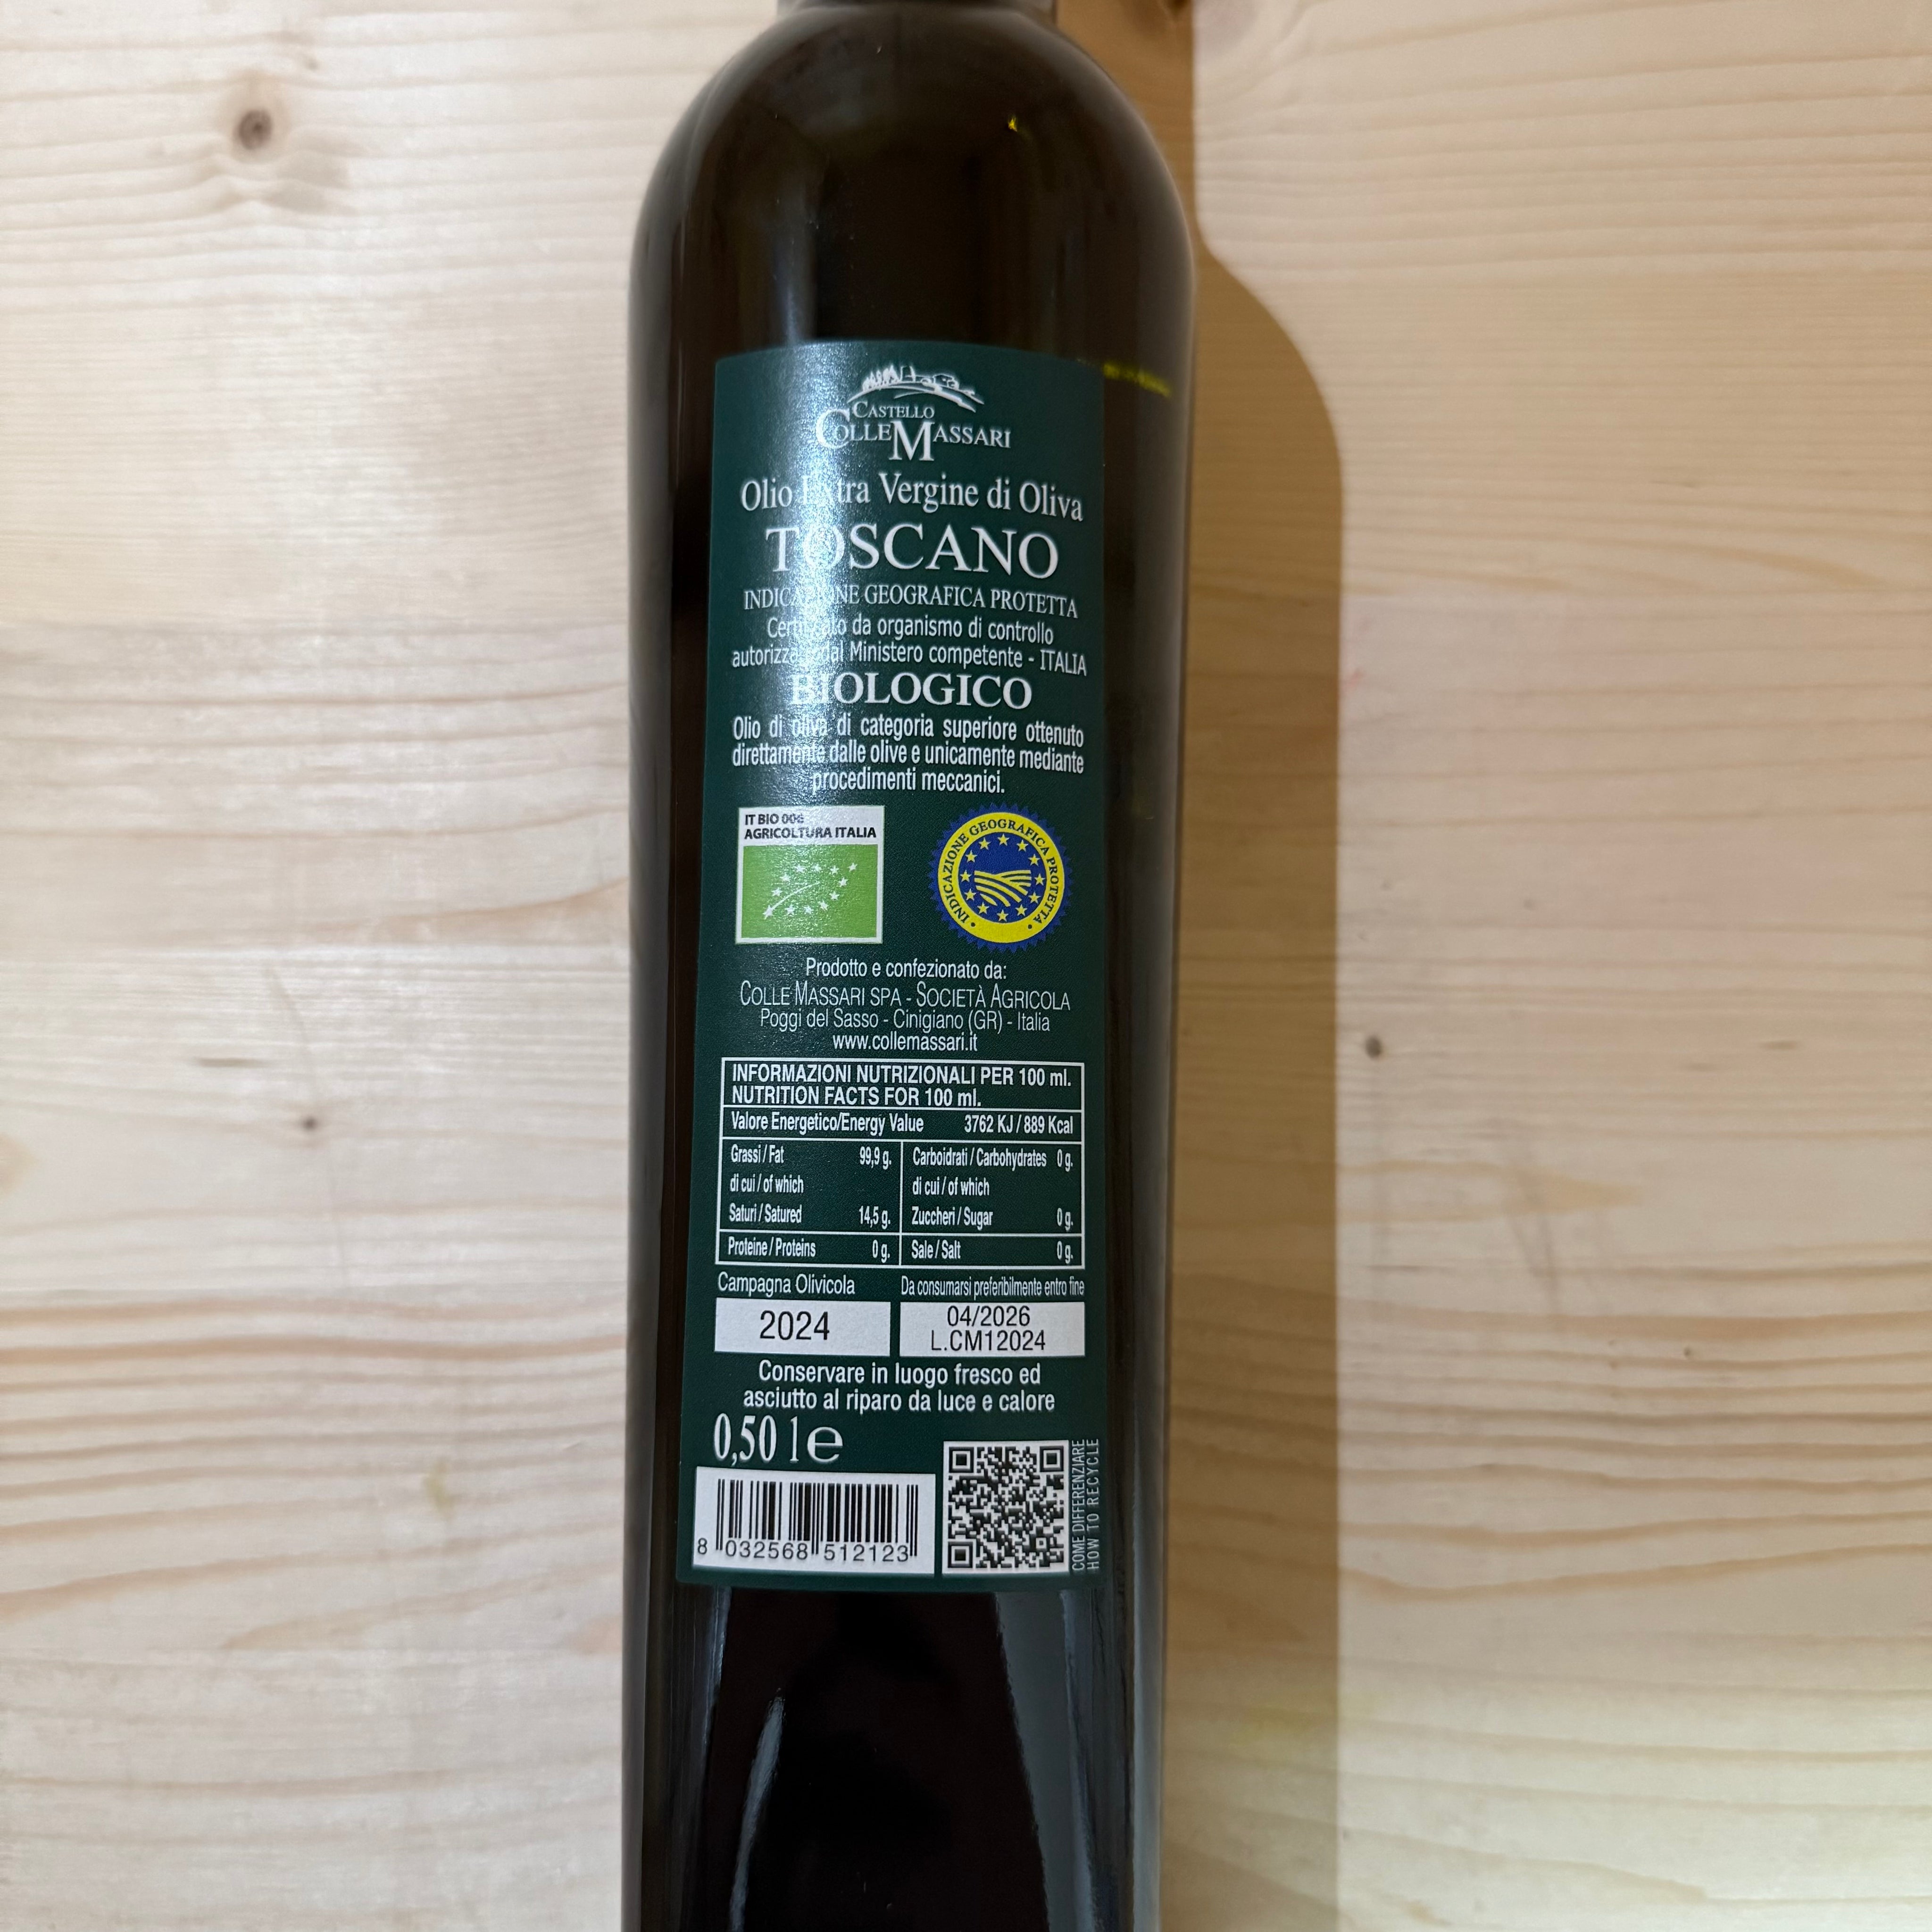 CASTELLO
COLLEMASSARI
Olio Extra Vergine di Oliva
TOSCANO
INDICAZIONE GEOGRAFICA PROTETTA
Certificato da organismo di controllo
autorizzato dal Ministero competente - ITALIA
BIOLOGICO
Olio di oliva di categoria superiore ottenuto
direttamente dalle olive e unicamente mediante
procedimenti meccanici.
IT BIO 006
AGRICOLTURA ITALIA
INDICAZIONE GEOGRAFICA PROTETTA
Prodotto e confezionato da:
COLLE MASSARI SPA - SOCIETÀ AGRICOLA
Poggi del Sasso - Cinigiano (GR) - Italia
www.collemassari.it
INFORMAZIONI NUTRIZIONALI PER 100 ml.
NUTRITION FACTS FOR 100 ml.
Valore Energetico/Energy Value 3762 KJ / 889 Kcal
Grassi / Fat 99,9 g. Carboidrati / Carbohydrates 0 g.
di cui / of which di cui / of which
Saturi / Satured 14,5 g. Zuccheri / Sugar 0 g.
Proteine / Proteins 0 g. Sale / Salt 0 g.
Campagna Olivicola Da consumarsi preferibilmente entro fine
2024 04/2026
L.CM12024
Conservare in luogo fresco ed
asciutto al riparo da luce e calore
0,50 l e
8 032568 512123
COME DIFFERENZIARE
HOW TO RECYCLE